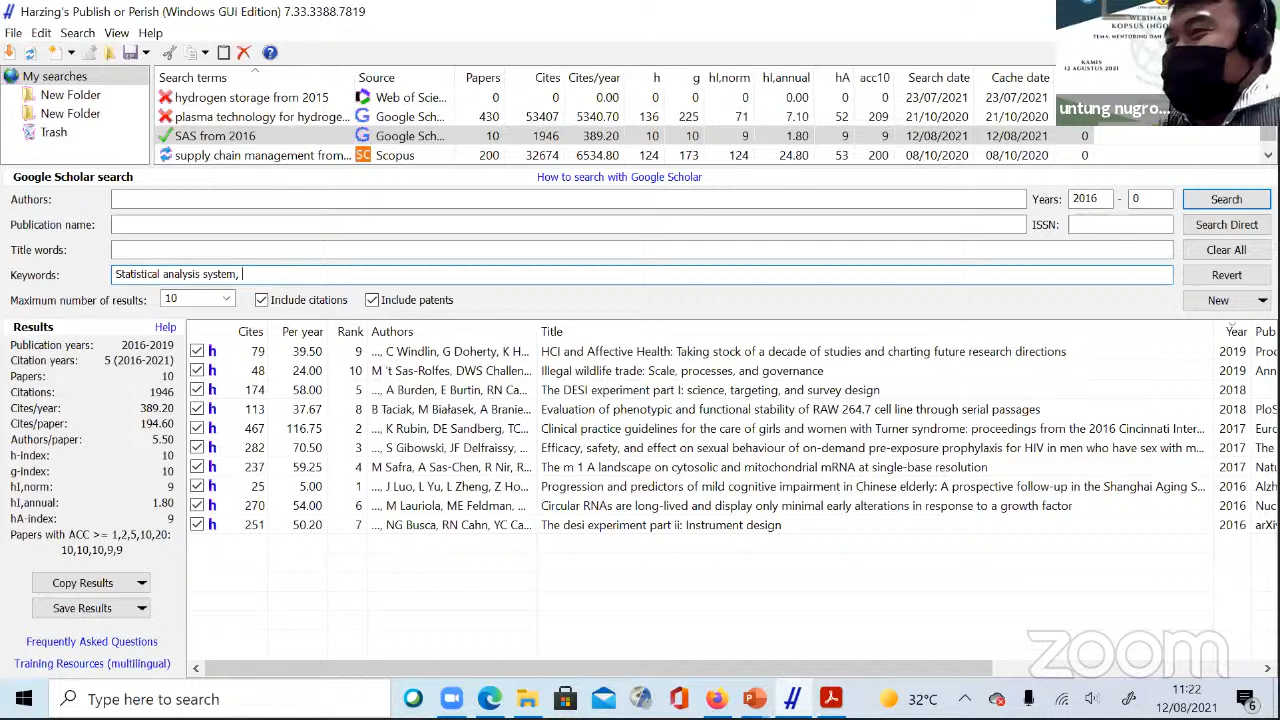 Harzing's Publish or Perish (Windows GUI Edition) 7.33.3388.7819
File Edit Search View Help
My searches
New Folder
New Folder
Trash
Search terms Source Papers Cites Cites/year h g hI,norm hI,annual hA acc10 Search date Cache date
hydrogen storage from 2015 Web of Scie... 0 0 0.00 0 0 0 0.00 0 0 23/07/2021 23/07/2021 0
plasma technology for hydroge... Google Sch... 430 53407 5340.70 136 225 71 7.10 52 209 21/10/2020 21/10/2020
SAS from 2016 Google Sch... 10 1946 389.20 10 10 9 1.80 9 9 12/08/2021 12/08/2021 0
supply chain management from... SC Scopus 200 32674 6534.80 124 173 124 24.80 53 200 08/10/2020 08/10/2020 0
WEBINAR
TEMA: MENTORING DAN
KAMIS
12 AGUSTUS 2021
untung nugro...
Google Scholar search How to search with Google Scholar
Authors: Years: 2016 - 0 Search
Publication name: ISSN: Search Direct
Title words: Clear All
Keywords: Statistical analysis system, Revert
Maximum number of results: 10 Include citations Include patents New
Results Help
Publication years: 2016-2019
Citation years: 5 (2016-2021)
Papers: 10
Citations: 1946
Cites/year: 389.20
Cites/paper: 194.60
Authors/paper: 5.50
h-index: 10
g-index: 10
hI,norm: 9
hI,annual: 1.80
hA-index: 9
Papers with ACC >= 1,2,5,10,20:
10,10,10,9,9
Copy Results
Save Results
Frequently Asked Questions
Training Resources (multilingual)
Cites Per year Rank Authors Title Year Pub
h 79 39.50 9 ..., C Windlin, G Doherty, K H... HCI and Affective Health: Taking stock of a decade of studies and charting future research directions 2019 Proc
h 48 24.00 10 M 't Sas-Rolfes, DWS Challen... Illegal wildlife trade: Scale, processes, and governance 2019 Ann
h 174 58.00 5 ..., A Burden, E Burtin, RN Ca... The DESI experiment part I: science, targeting, and survey design 2018
h 113 37.67 8 B Taciak, M Białasek, A Branie... Evaluation of phenotypic and functional stability of RAW 264.7 cell line through serial passages 2018 PloS
h 467 116.75 2 ..., K Rubin, DE Sandberg, TC... Clinical practice guidelines for the care of girls and women with Turner syndrome: proceedings from the 2016 Cincinnati Inter... 2017 Euro
h 282 70.50 3 ..., S Gibowski, JF Delfraissy, ... Efficacy, safety, and effect on sexual behaviour of on-demand pre-exposure prophylaxis for HIV in men who have sex with m... 2017 The
h 237 59.25 4 M Safra, A Sas-Chen, R Nir, R... The m 1 A landscape on cytosolic and mitochondrial mRNA at single-base resolution 2017 Natu
h 25 5.00 1 ..., J Luo, L Yu, L Zheng, Z Ho... Progression and predictors of mild cognitive impairment in Chinese elderly: A prospective follow-up in the Shanghai Aging S... 2016 Alzh
h 270 54.00 6 ..., M Lauriola, ME Feldman, ... Circular RNAs are long-lived and display only minimal early alterations in response to a growth factor 2016 Nuc
h 251 50.20 7 ..., NG Busca, RN Cahn, YC Ca... The desi experiment part ii: Instrument design 2016 arXi
zoom
Type here to search 32°C 11:22
12/08/2021 6